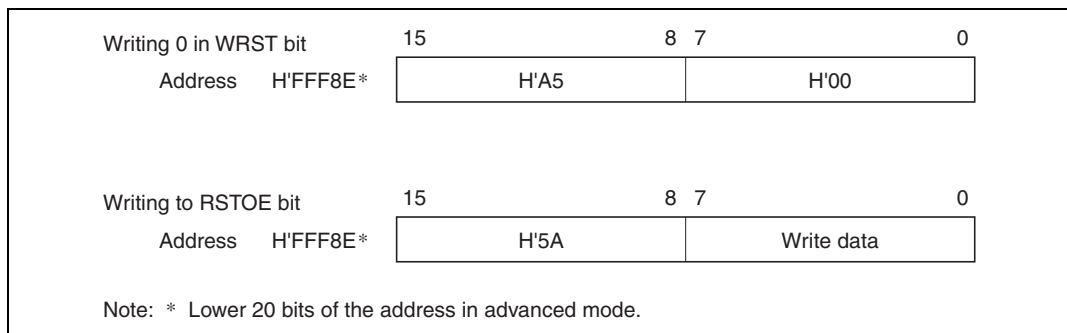 Writing 0 in WRST bit 15 8 7 0
Address H'FFF8E* H'A5 H'00
Writing to RSTOE bit 15 8 7 0
Address H'FFF8E* H'5A Write data
Note: * Lower 20 bits of the address in advanced mode.